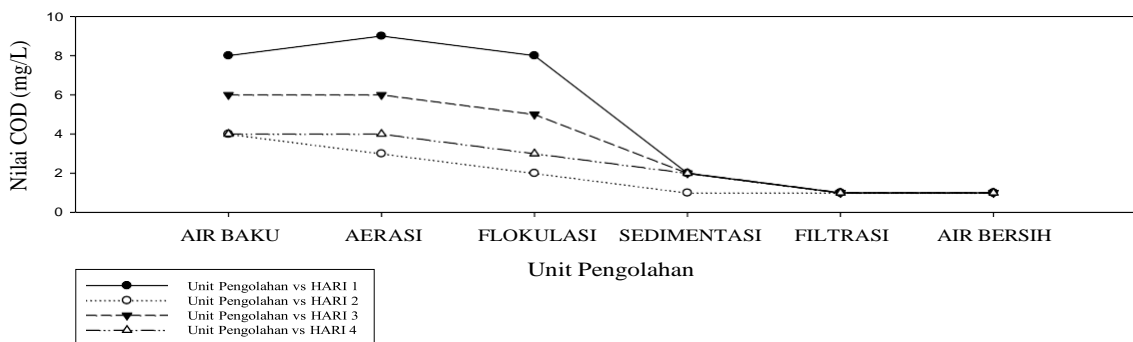 Nilai COD (mg/L)
10
8
6
4
2
0
AIR BAKU AERASI FLOKULASI SEDIMENTASI FILTRASI AIR BERSIH
Unit Pengolahan
Unit Pengolahan vs HARI 1
Unit Pengolahan vs HARI 2
Unit Pengolahan vs HARI 3
Unit Pengolahan vs HARI 4